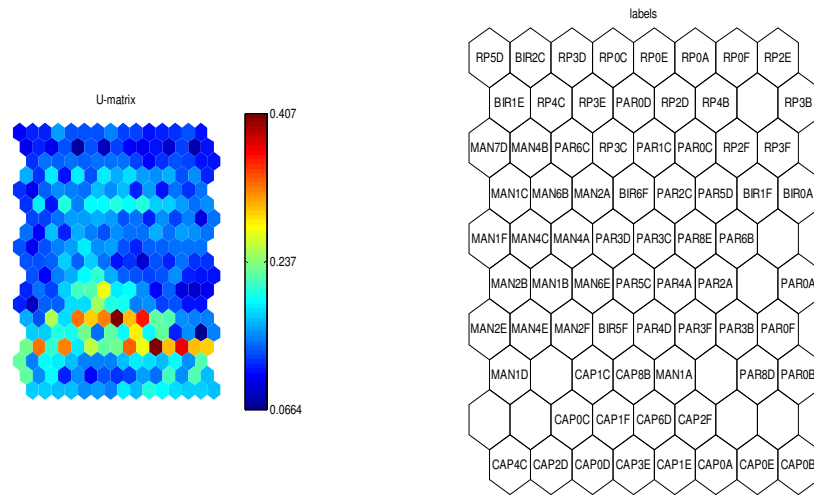 labels
RP5D BIR2C RP3D RP0C RP0E RP0A RP0F RP2E
U-matrix
BIR1E RP4C RP3E PAR0D RP2D RP4B RP3B
0.407
MAN7D MAN4B PAR6C RP3C PAR1C PAR0C RP2F RP3F
MAN1C MAN6B MAN2A BIR6F PAR2C PAR5D BIR1F BIR0A
MAN1F MAN4C MAN4A PAR3D PAR3C PAR8E PAR6B
0.237
MAN2B MAN1B MAN6E PAR5C PAR4A PAR2A PAR0A
MAN2E MAN4E MAN2F BIR5F PAR4D PAR3F PAR3B PAR0F
MAN1D CAP1C CAP8B MAN1A PAR8D PAR0B
0.0664
CAP0C CAP1F CAP6D CAP2F
CAP4C CAP2D CAP0D CAP3E CAP1E CAP0A CAP0E CAP0B